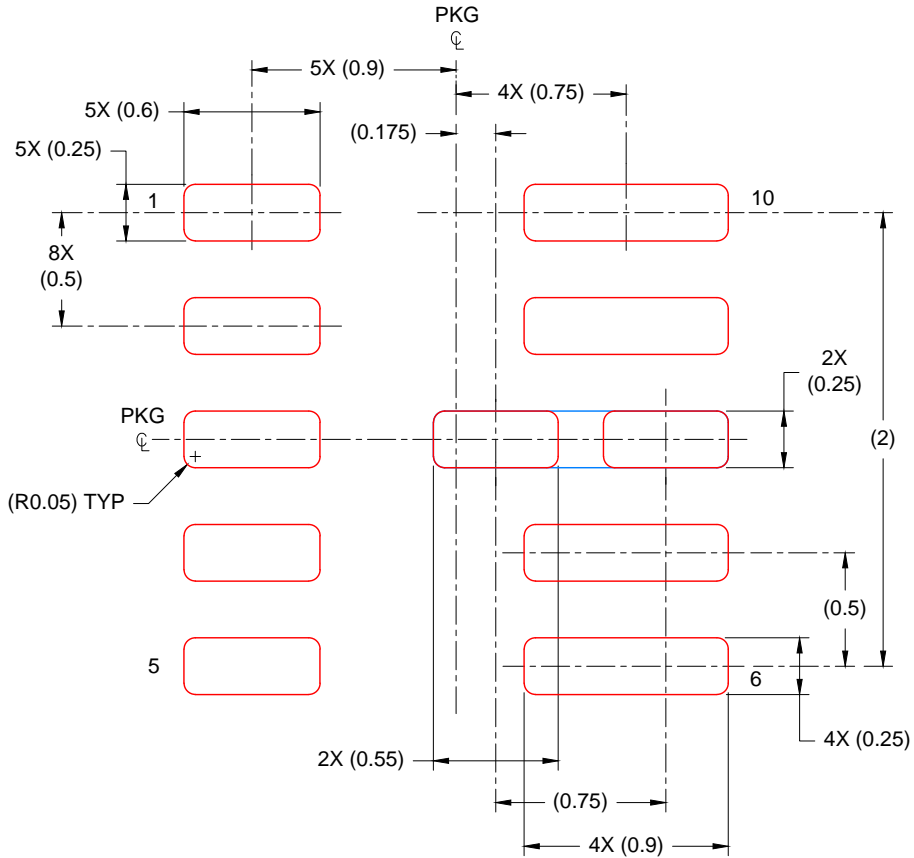 PKG
℄
5X (0.9)
4X (0.75)
5X (0.6)
(0.175)
5X (0.25)
1
10
8X
(0.5)
2X
(0.25)
PKG
℄
(2)
(R0.05) TYP
(0.5)
5
6
4X (0.25)
2X (0.55)
(0.75)
4X (0.9)